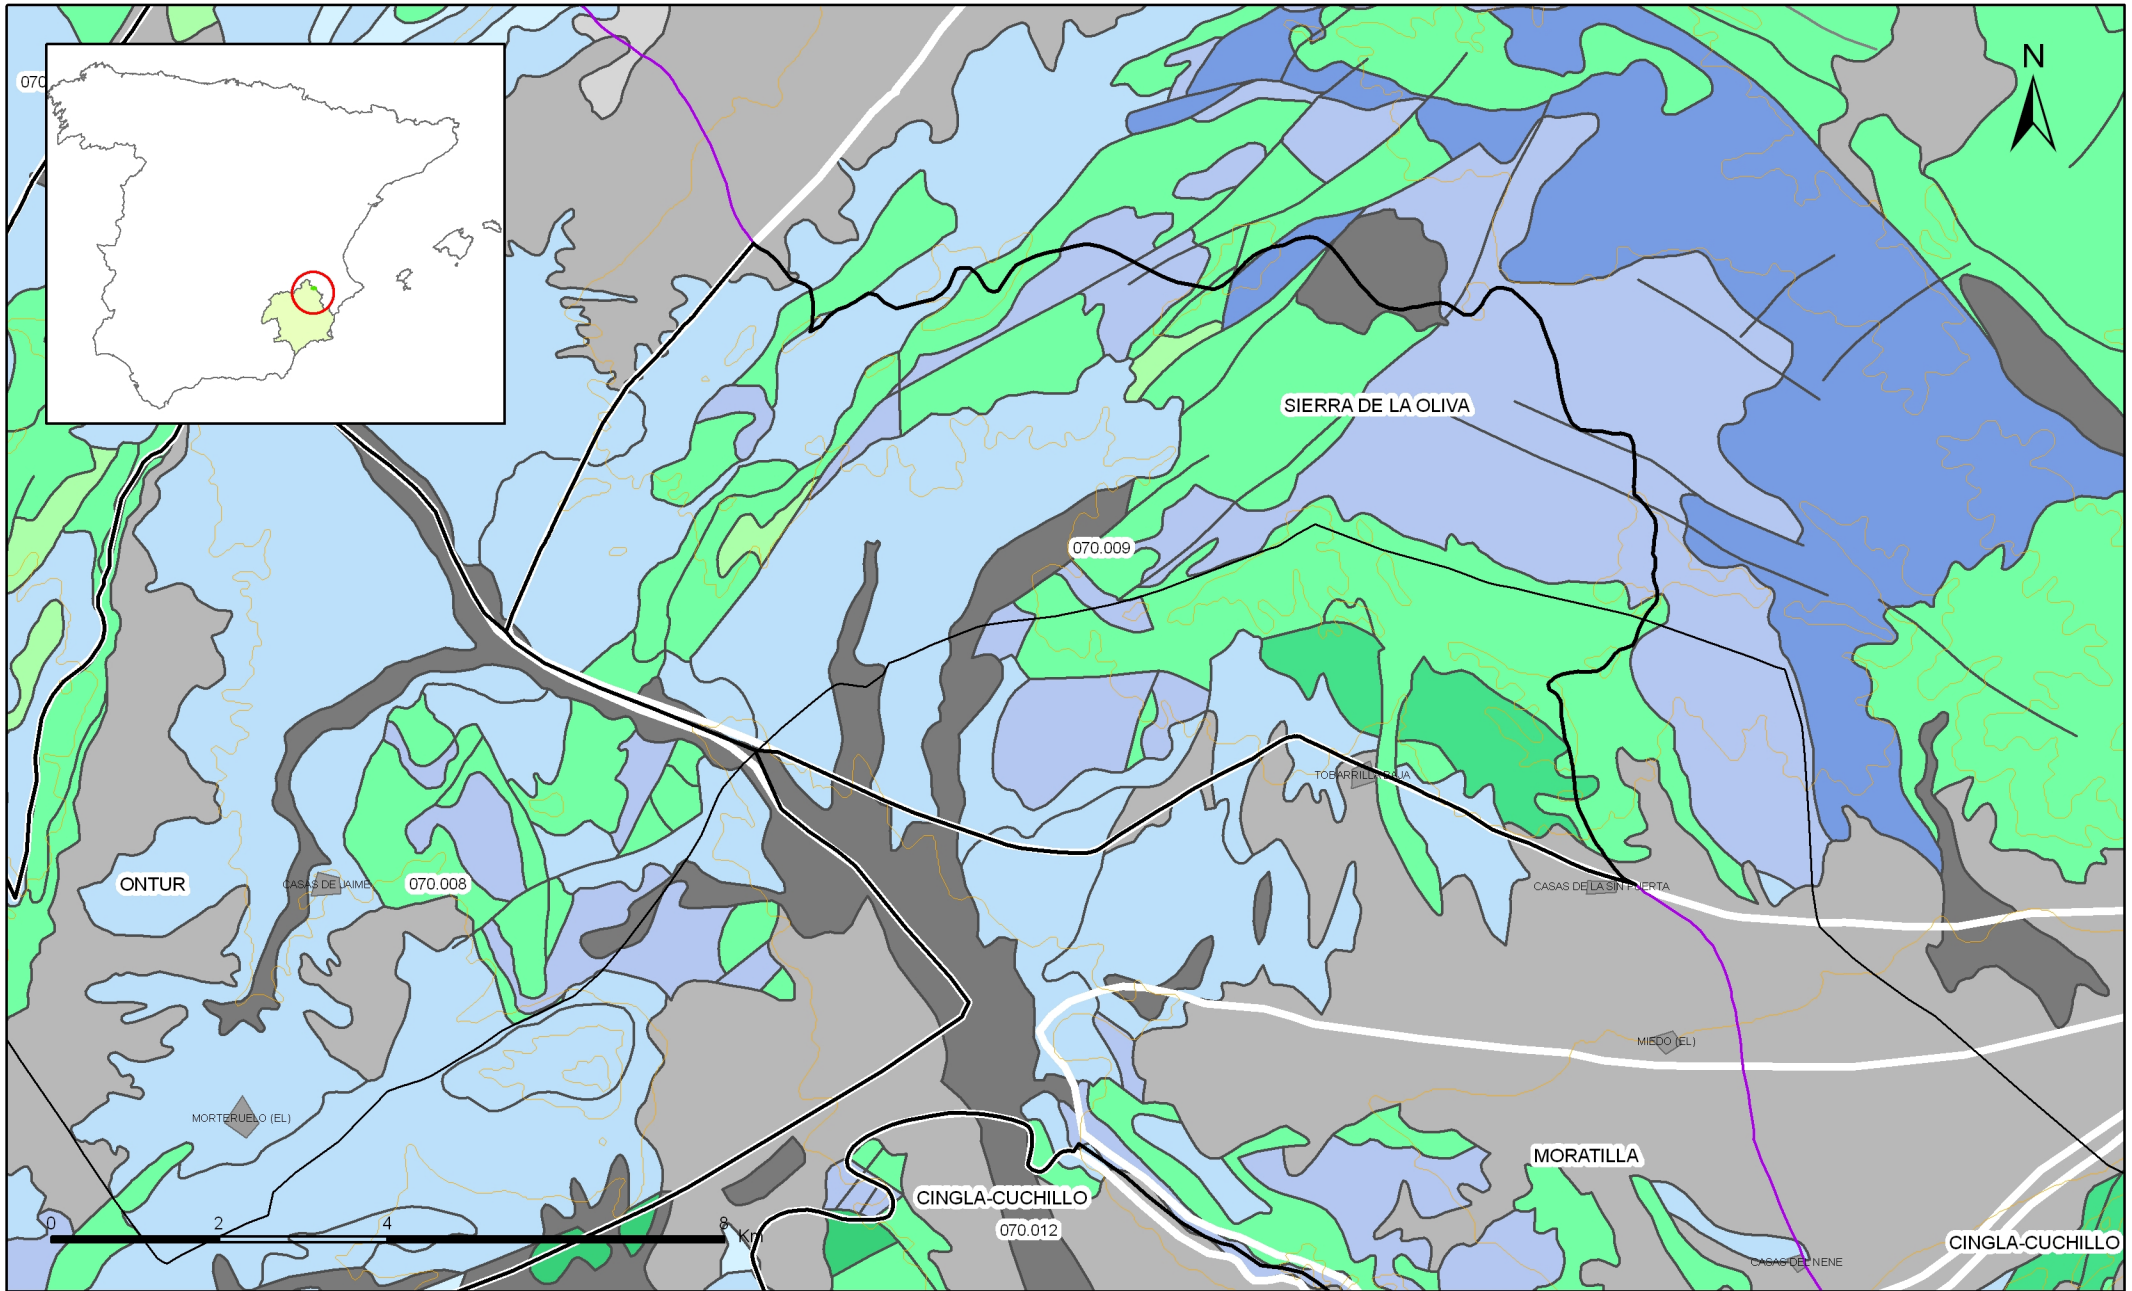 N
070
SIERRA DE LA OLIVA
070.009
TOBARRILLA BAJA
ONTUR
CASAS DE JAIME
070.008
CASAS DE LA SIN PUERTA
MIEDO (EL)
MORTERUELO (EL)
MORATILLA
CINGLA-CUCHILLO
070.012
0 2 4 8 Km
CINGLA-CUCHILLO
CASAS DEL NENE